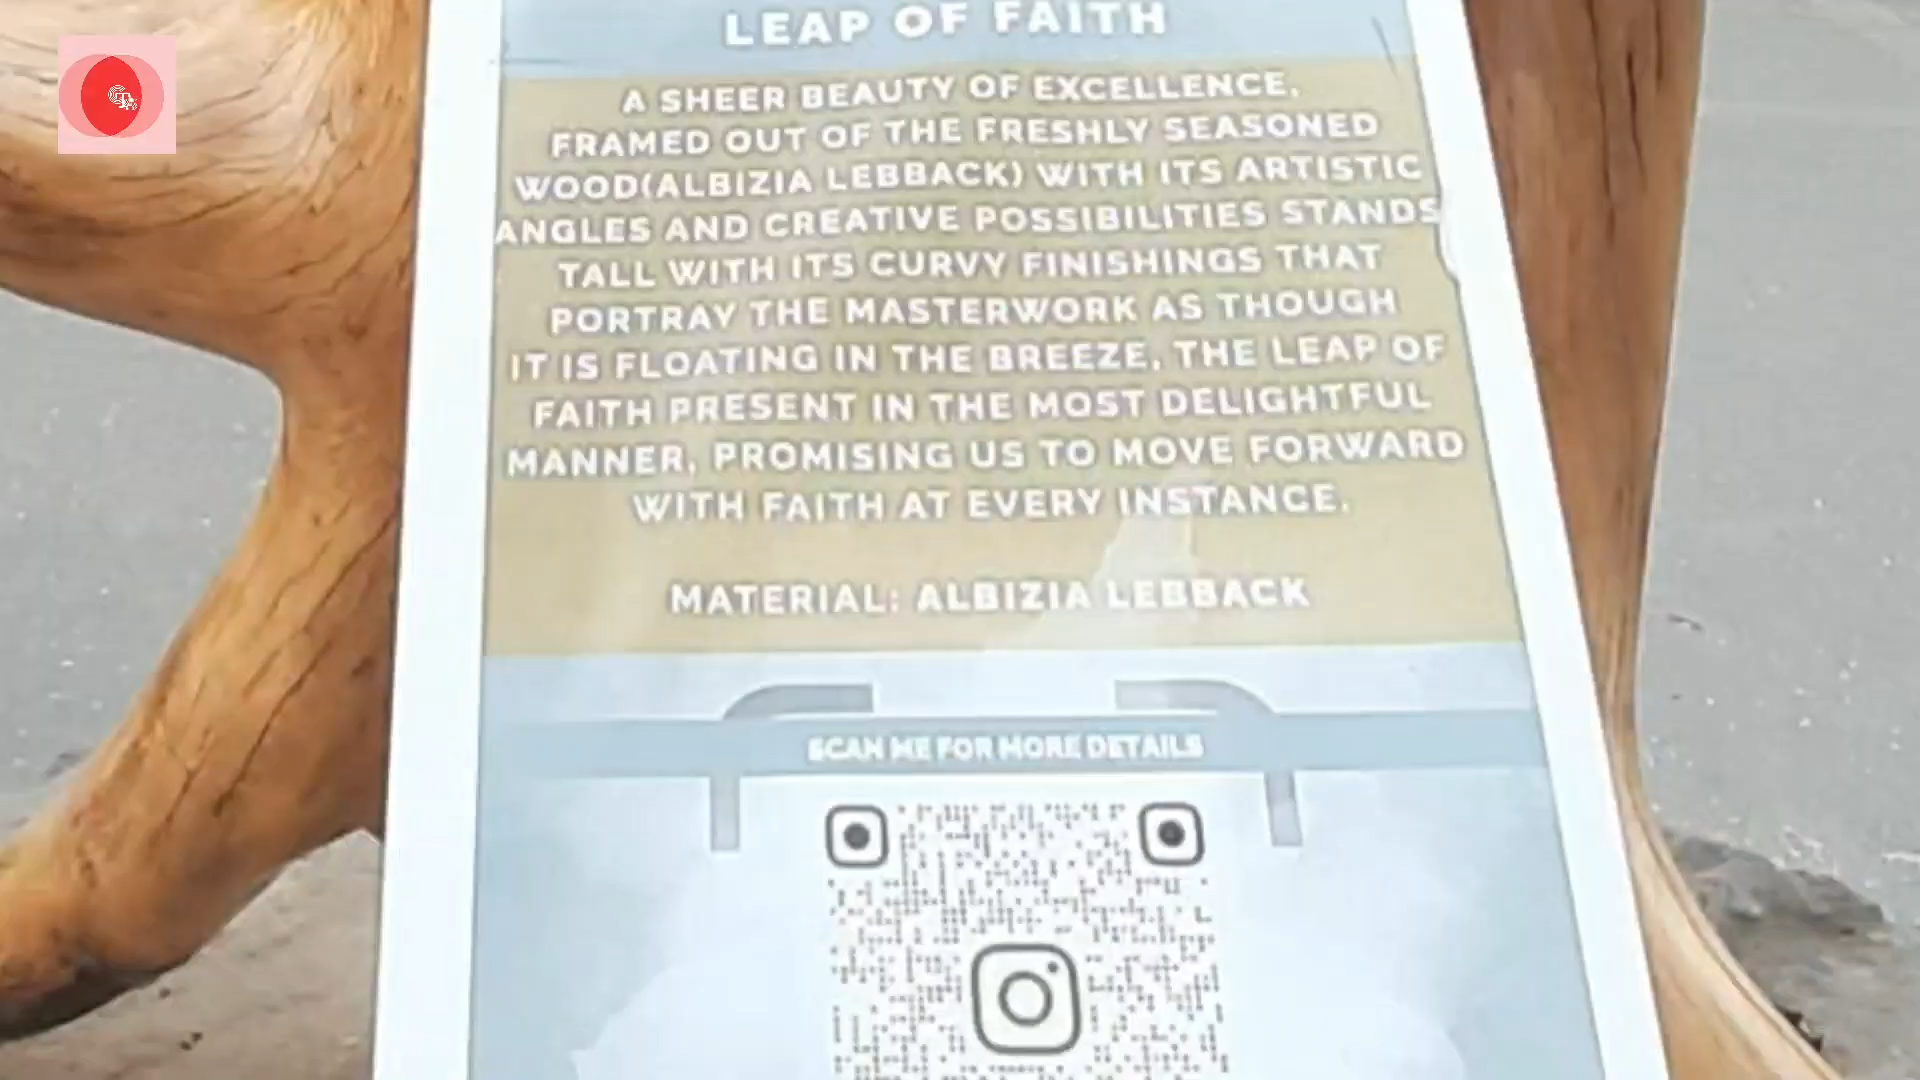 LEAP OF FAITH
A SHEER BEAUTY OF EXCELLENCE,
FRAMED OUT OF THE FRESHLY SEASONED
WOOD(ALBIZIA LEBBACK) WITH ITS ARTISTIC
ANGLES AND CREATIVE POSSIBILITIES STANDS
TALL WITH ITS CURVY FINISHINGS THAT
PORTRAY THE MASTERWORK AS THOUGH
IT IS FLOATING IN THE BREEZE, THE LEAP OF
FAITH PRESENT IN THE MOST DELIGHTFUL
MANNER, PROMISING US TO MOVE FORWARD
WITH FAITH AT EVERY INSTANCE.
MATERIAL: ALBIZIA LEBBACK
SCAN ME FOR MORE DETAILS